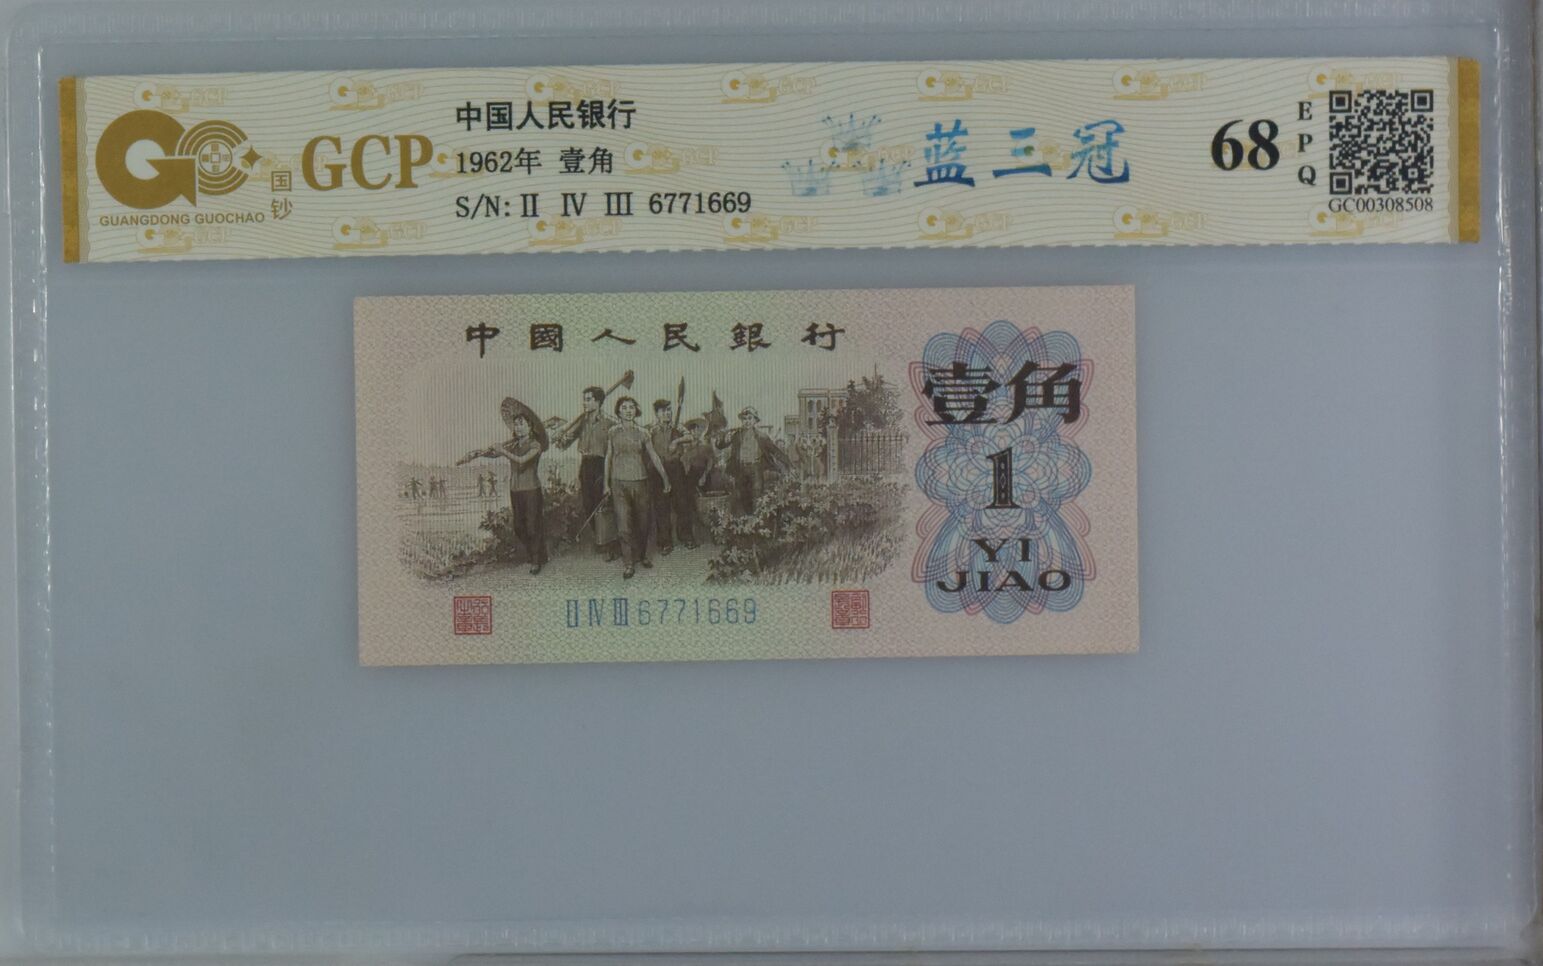 GUANGDONG GUOCHAO
国钞
GCP
中国人民银行
1962年 壹角
S/N: II IV III 6771669
蓝三冠
68
EPQ
GC00308508
中國人民銀行
壹角
1
YI
JIAO
II IV III 6771669